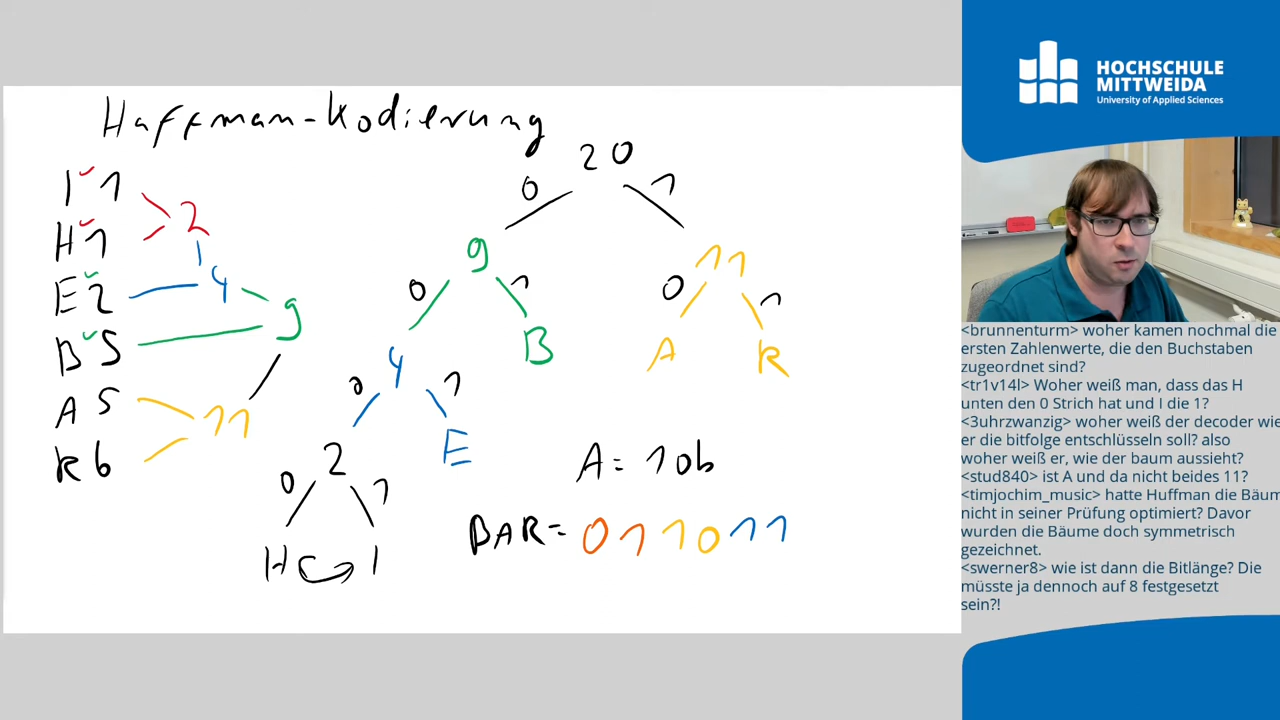 Huffman-Kodierung
I 1
H 1
2
E 2
4
B 5
9
A 5
11
R 6
20
0 1
9
11
0 1
0 1
4
B
A
R
0 1
2
E
0 1
H I
A = 10b
BAR = 011011
HOCHSCHULE
MITTWEIDA
University of Applied Sciences
<brunnenturm> woher kamen nochmal die
ersten Zahlenwerte, die den Buchstaben
zugeordnet sind?
<tr1v14l> Woher weiß man, dass das H
unten den 0 Strich hat und I die 1?
<3uhrzwanzig> woher weiß der decoder wie
er die bitfolge entschlüsseln soll? also
woher weiß er, wie der baum aussieht?
<stud840> ist A und da nicht beides 11?
<timjochim_music> hatte Huffman die Bäum
nicht in seiner Prüfung optimiert? Davor
wurden die Bäume doch symmetrisch
gezeichnet.
<swerner8> wie ist dann die Bitlänge? Die
müsste ja dennoch auf 8 festgesetzt
sein?!